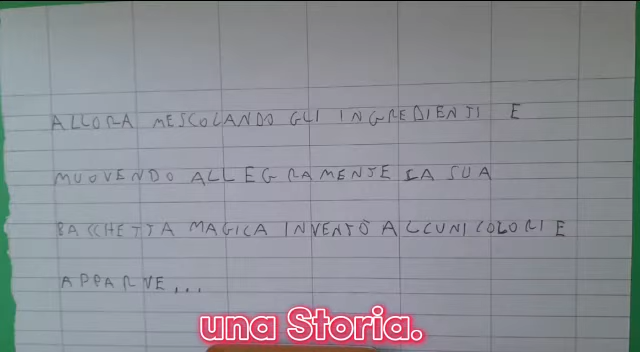 ALLORA MESCOLANDO GLI INGREDIENTI E
MUOVENDO ALLEGRAMENTE LA SUA
BACCHETTA MAGICA INVENTÒ ALCUNI COLORI E
APPARVE...
una Storia.